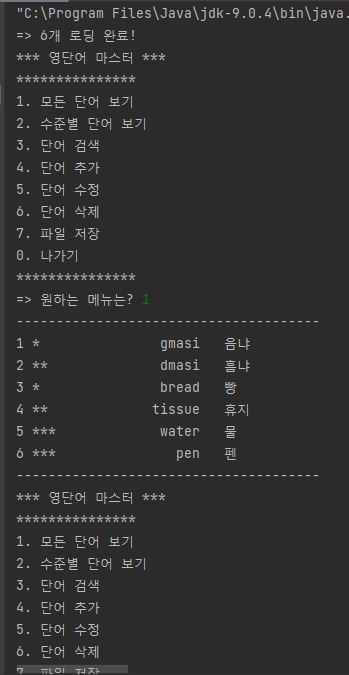 "C:\Program Files\Java\jdk-9.0.4\bin\java.
=> 6개 로딩 완료!
*** 영단어 마스터 ***
***************
1. 모든 단어 보기
2. 수준별 단어 보기
3. 단어 검색
4. 단어 추가
5. 단어 수정
6. 단어 삭제
7. 파일 저장
0. 나가기
***************
=> 원하는 메뉴는? 1
--------------------------------------
1 * gmasi 음냐
2 ** dmasi 흠냐
3 * bread 빵
4 ** tissue 휴지
5 *** water 물
6 *** pen 펜
--------------------------------------
*** 영단어 마스터 ***
***************
1. 모든 단어 보기
2. 수준별 단어 보기
3. 단어 검색
4. 단어 추가
5. 단어 수정
6. 단어 삭제
7. 파일 저장